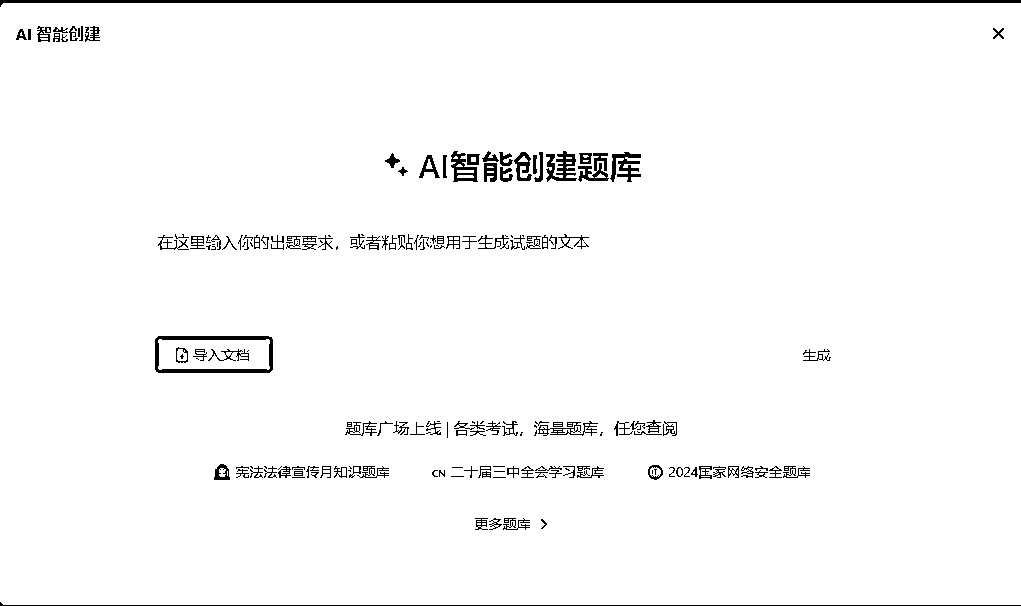 AI 智能创建
AI智能创建题库
在这里输入你的出题要求，或者粘贴你想用于生成试题的文本
导入文档
生成
题库广场上线 | 各类考试，海量题库，任您查阅
宪法法律宣传月知识题库
CN 二十届三中全会学习题库
2024国家网络安全题库
更多题库